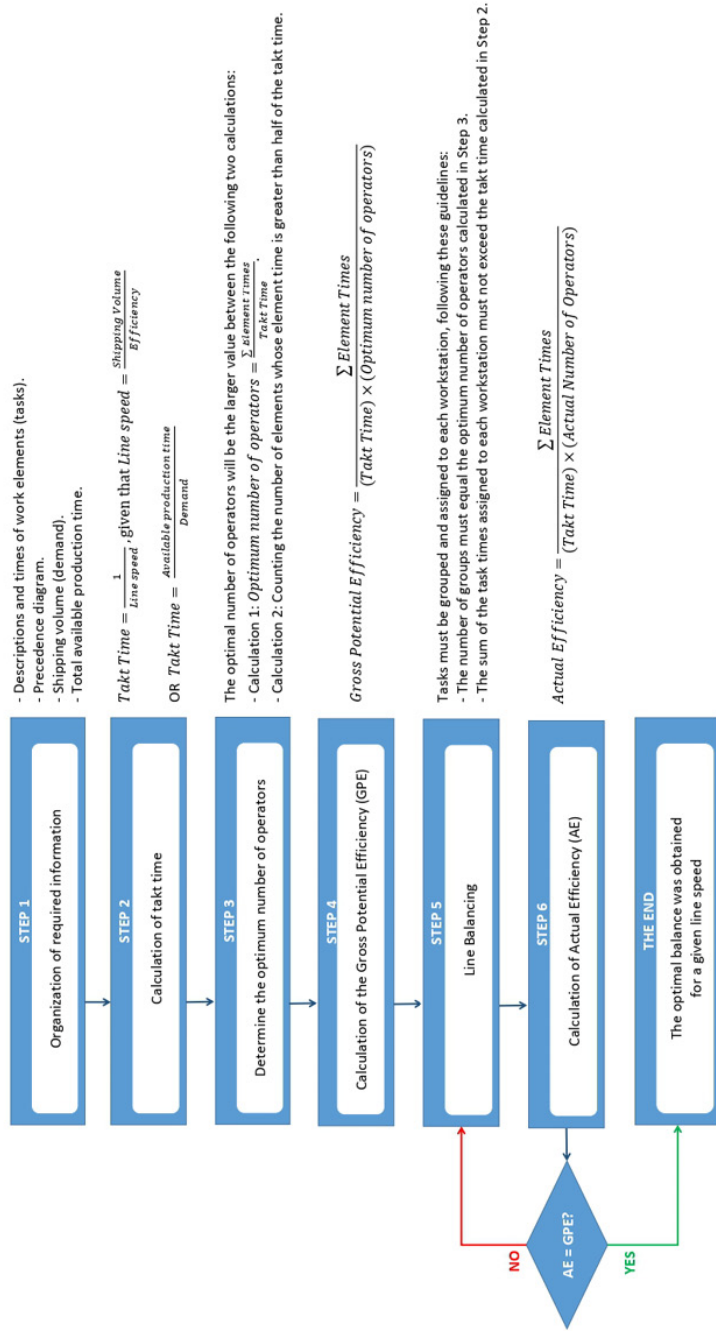 STEP 1
Organization of required information
- Descriptions and times of work elements (tasks).
- Precedence diagram.
- Shipping volume (demand).
- Total available production time.
STEP 2
Calculation of takt time
Takt Time = 1 / Line speed, given that Line speed = Shipping Volume / Efficiency
OR Takt Time = Available production time / Demand
STEP 3
Determine the optimum number of operators
The optimal number of operators will be the larger value between the following two calculations:
- Calculation 1: Optimum number of operators = ∑ Element Times / Takt Time.
- Calculation 2: Counting the number of elements whose element time is greater than half of the takt time.
STEP 4
Calculation of the Gross Potential Efficiency (GPE)
Gross Potential Efficiency = ∑ Element Times / (Takt Time) × (Optimum number of operators)
STEP 5
Line Balancing
Tasks must be grouped and assigned to each workstation, following these guidelines:
- The number of groups must equal the optimum number of operators calculated in Step 3.
- The sum of the task times assigned to each workstation must not exceed the takt time calculated in Step 2.
STEP 6
Calculation of Actual Efficiency (AE)
Actual Efficiency = ∑ Element Times / (Takt Time) × (Actual Number of Operators)
AE = GPE?
NO
YES
THE END
The optimal balance was obtained
for a given line speed